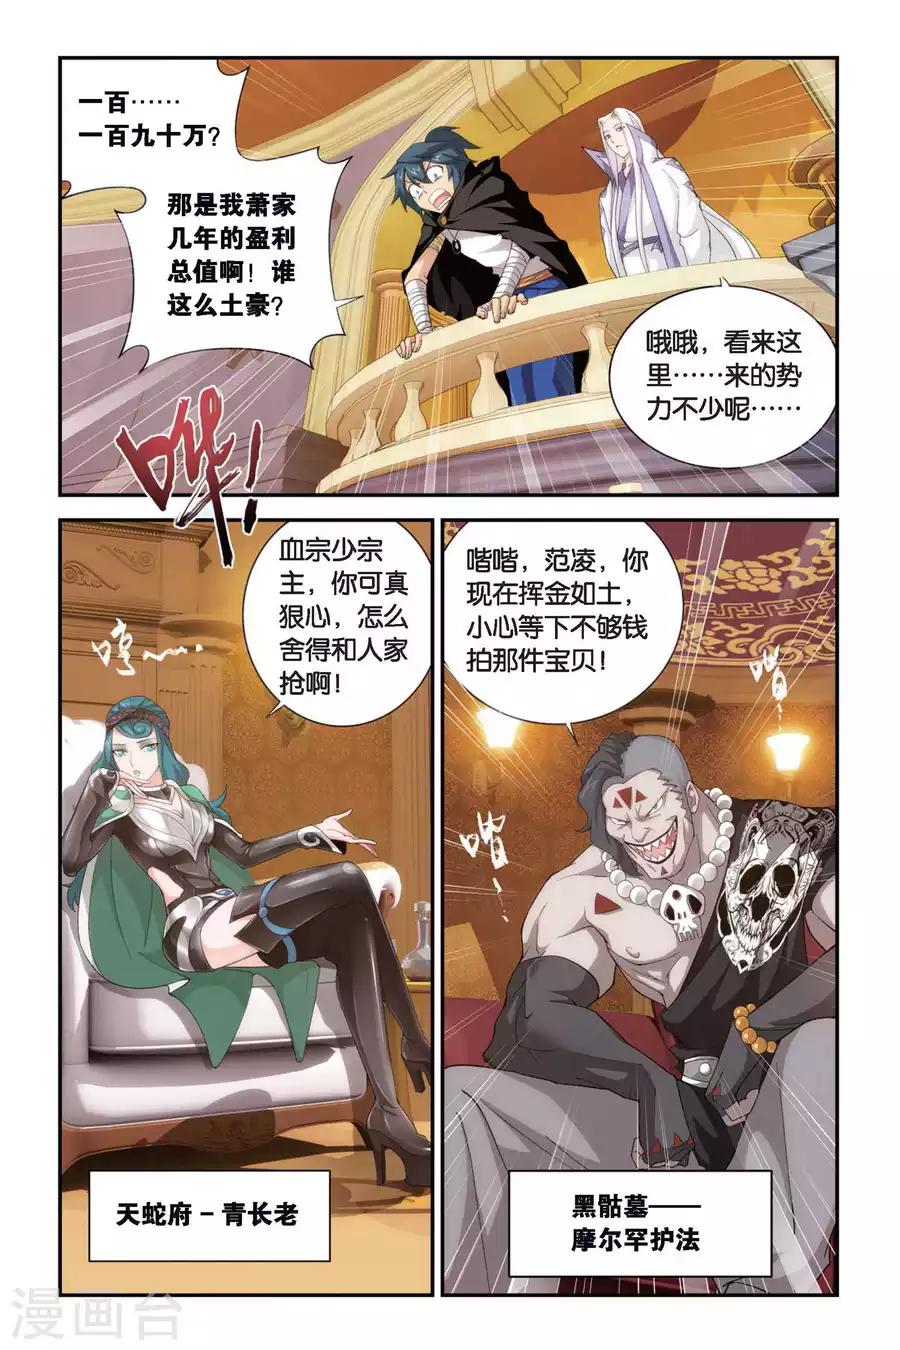 一百……
一百九十万？
那是我萧家
几年的盈利
总值啊！谁
这么土豪？
哦哦，看来这
里……来的势
力不少呢……
哗！
血宗少宗
主，你可真
狠心，怎么
舍得和人家
抢啊！
哼～
喈喈，范凌，你
现在挥金如土，
小心等下不够钱
拍那件宝贝！
喈！
喈！
天蛇府－青长老
黑骷墓——
摩尔罕护法
漫画台